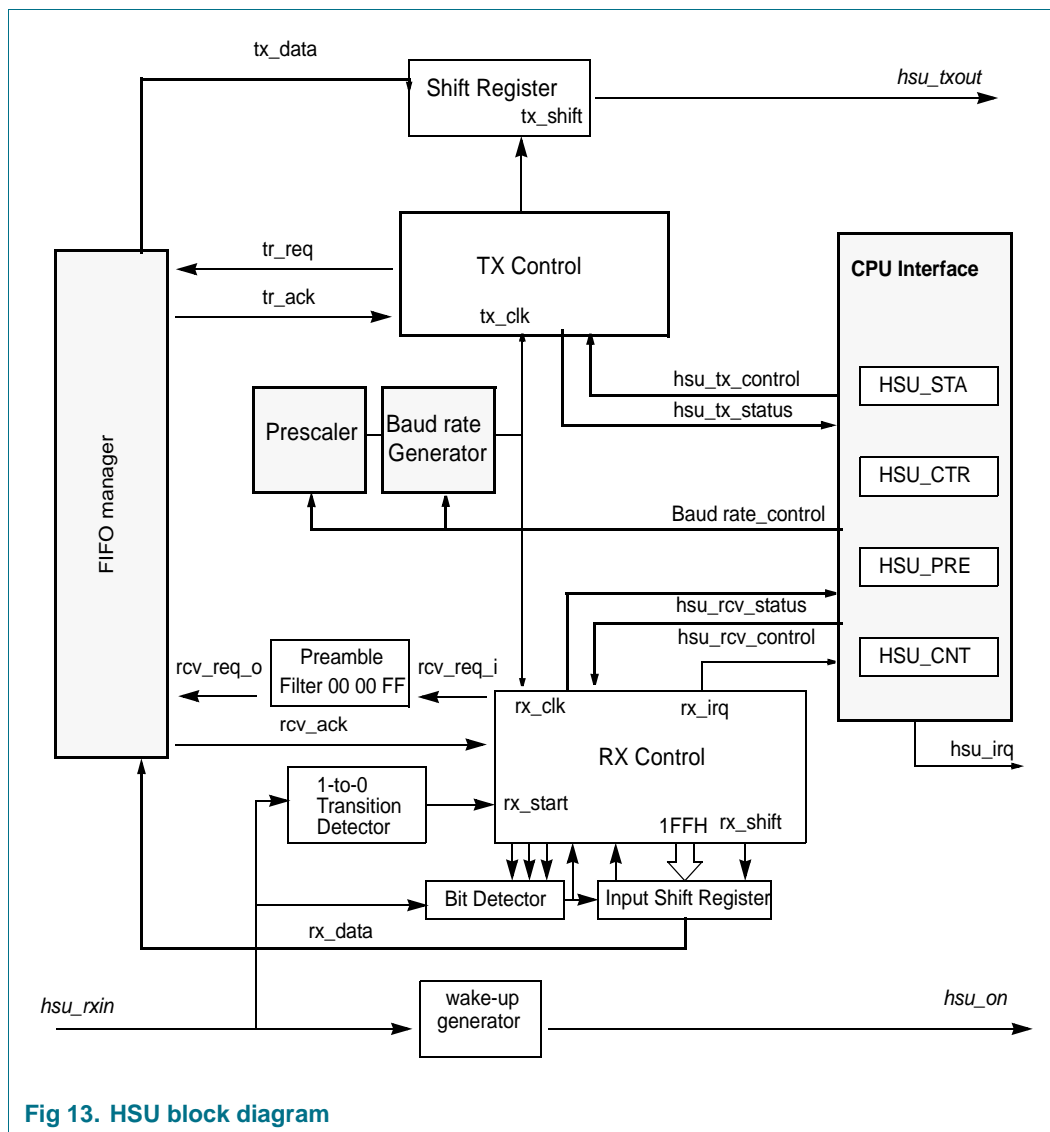 tx_data
Shift Register
tx_shift
hsu_txout
tr_req
TX Control
CPU Interface
tr_ack
tx_clk
hsu_tx_control
HSU_STA
hsu_tx_status
Prescaler
Baud rate
Generator
FIFO manager
HSU_CTR
Baud rate_control
HSU_PRE
hsu_rcv_status
hsu_rcv_control
HSU_CNT
rcv_req_o
Preamble
Filter 00 00 FF
rcv_req_i
rx_clk
rx_irq
rcv_ack
hsu_irq
RX Control
1-to-0
Transition
Detector
rx_start
1FFH
rx_shift
Bit Detector
Input Shift Register
rx_data
hsu_rxin
wake-up
generator
hsu_on
Fig 13. HSU block diagram